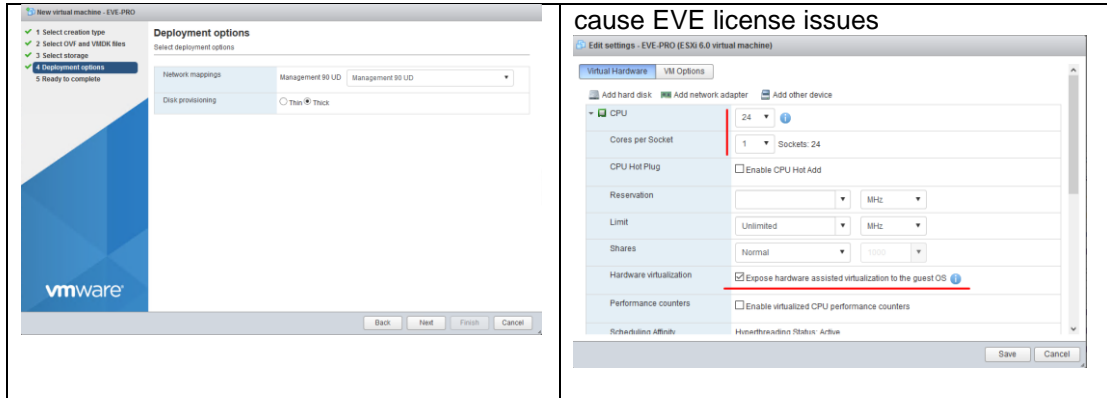 New virtual machine - EVE-PRO
1 Select creation type
2 Select OVF and VMDK files
3 Select storage
4 Deployment options
5 Ready to complete
Deployment options
Select deployment options
Network mappings
Management 90 UD Management 90 UD
Disk provisioning
Thin Thick
vmware
Back Next Finish Cancel
cause EVE license issues
Edit settings - EVE-PRO (ESXi 6.0 virtual machine)
Virtual Hardware VM Options
Add hard disk Add network adapter Add other device
CPU 24
Cores per Socket 1 Sockets: 24
CPU Hot Plug Enable CPU Hot Add
Reservation MHz
Limit Unlimited MHz
Shares Normal 1000
Hardware virtualization Expose hardware assisted virtualization to the guest OS
Performance counters Enable virtualized CPU performance counters
Scheduling Affinity Hyperthreading Status: Active
Save Cancel